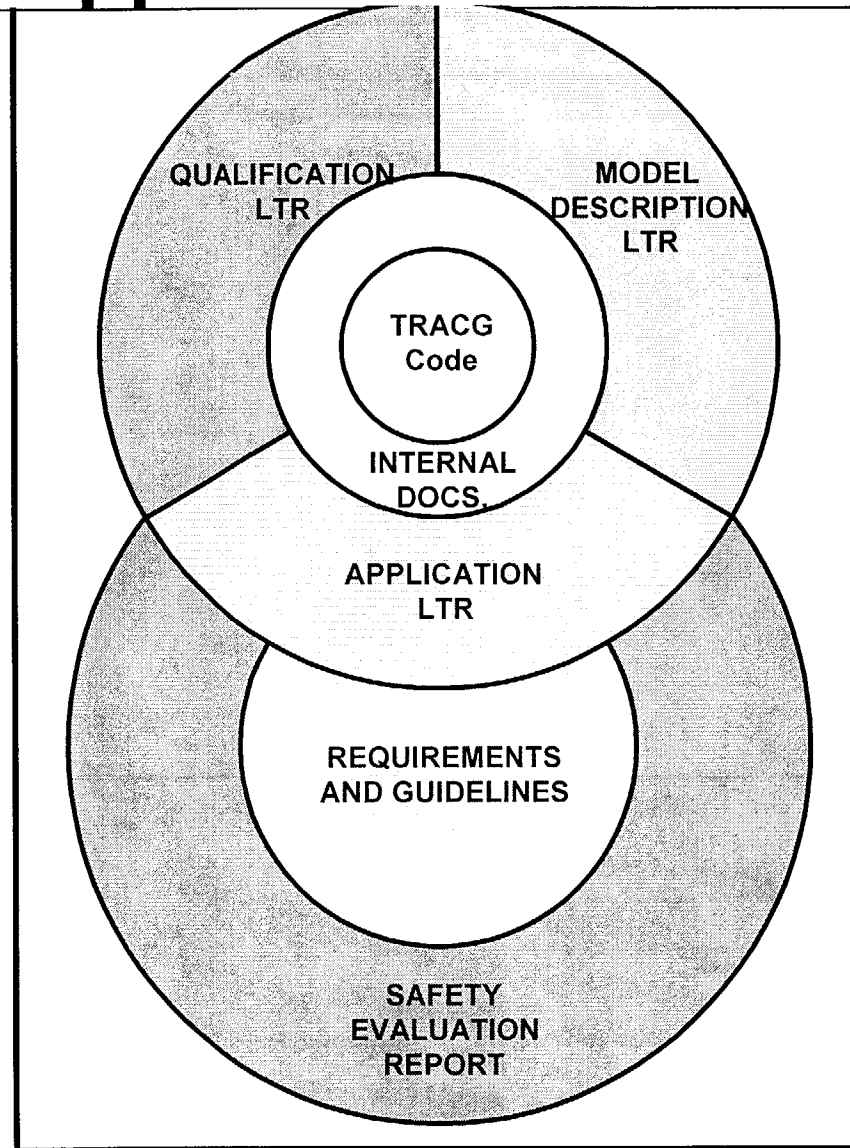 QUALIFICATION
LTR
MODEL
DESCRIPTION
LTR
TRACG
Code
INTERNAL
DOCS.
APPLICATION
LTR
REQUIREMENTS
AND GUIDELINES
SAFETY
EVALUATION
REPORT